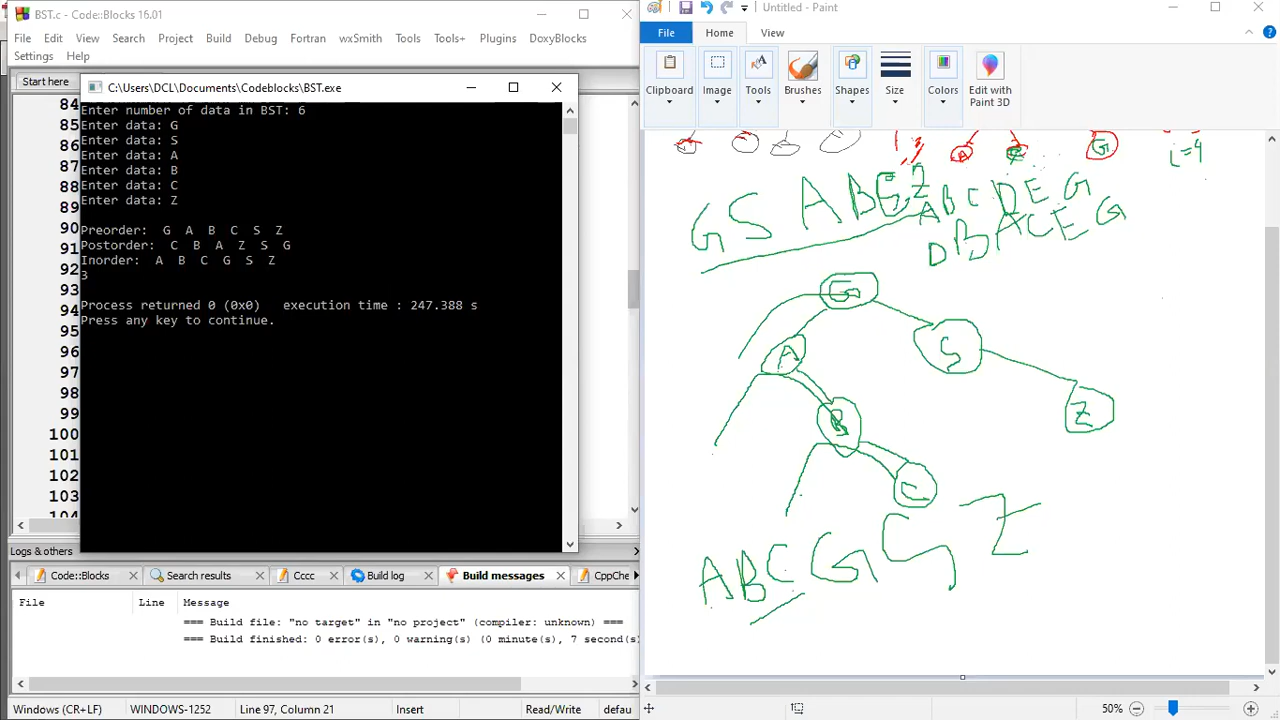 BST.c - Code::Blocks 16.01
File Edit View Search Project Build Debug Fortran wxSmith Tools Tools+ Plugins DoxyBlocks
Settings Help
Start here
C:\Users\DCL\Documents\Codeblocks\BST.exe
84
85
86
87
88
89
90
91
92
93
94
95
96
97
98
99
100
101
102
103
Enter number of data in BST: 6
Enter data: G
Enter data: S
Enter data: A
Enter data: B
Enter data: C
Enter data: Z
Preorder: G A B C S Z
Postorder: C B A Z S G
Inorder: A B C G S Z
3
Process returned 0 (0x0) execution time : 247.388 s
Press any key to continue.
Logs & others
Code::Blocks Search results Cccc Build log Build messages CppChe
File Line Message
=== Build file: "no target" in "no project" (compiler: unknown) ===
=== Build finished: 0 error(s), 0 warning(s) (0 minute(s), 7 second(s)
Windows (CR+LF) WINDOWS-1252 Line 97, Column 21 Insert Read/Write defau
Untitled - Paint
File Home View
Clipboard Image Tools Brushes Shapes Size Colors Edit with
Paint 3D
A G i=4
G S A B C Z
A B C D E G
D B A C E G
G
A S
B Z
C
A B C G S Z
50%